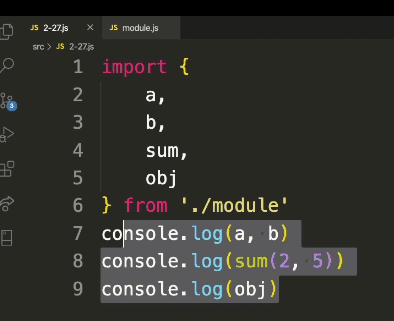 JS 2-27.js × JS module.js
src > JS 2-27.js
1 import {
2 a,
3 b,
4 sum,
5 obj
6 } from './module'
7 console.log(a, b)
8 console.log(sum(2, 5))
9 console.log(obj)
3